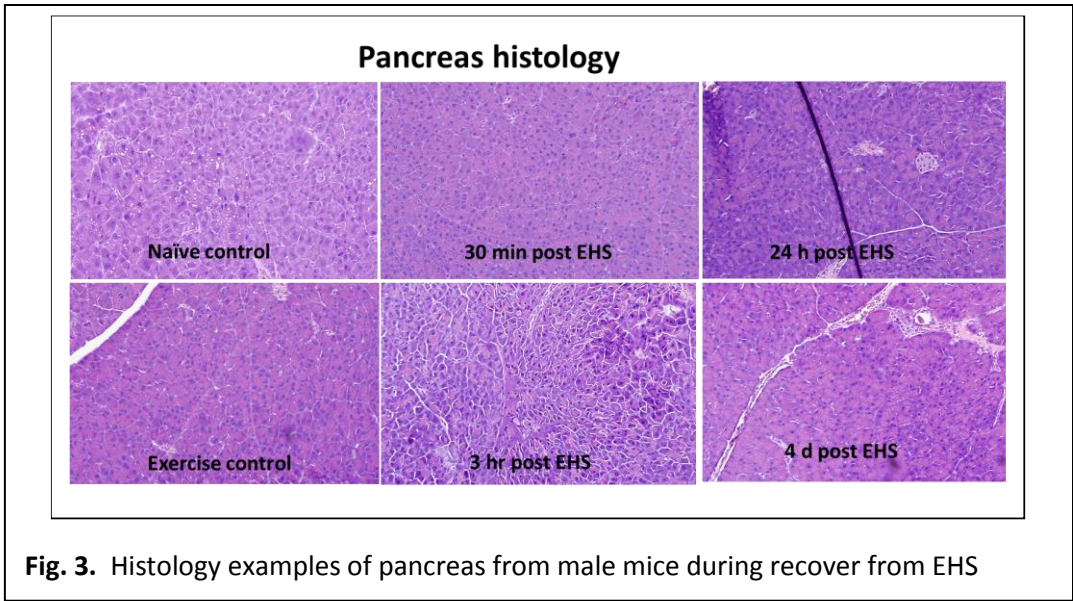 Pancreas histology
Naïve control
30 min post EHS
24 h post EHS
Exercise control
3 hr post EHS
4 d post EHS
Fig. 3. Histology examples of pancreas from male mice during recover from EHS